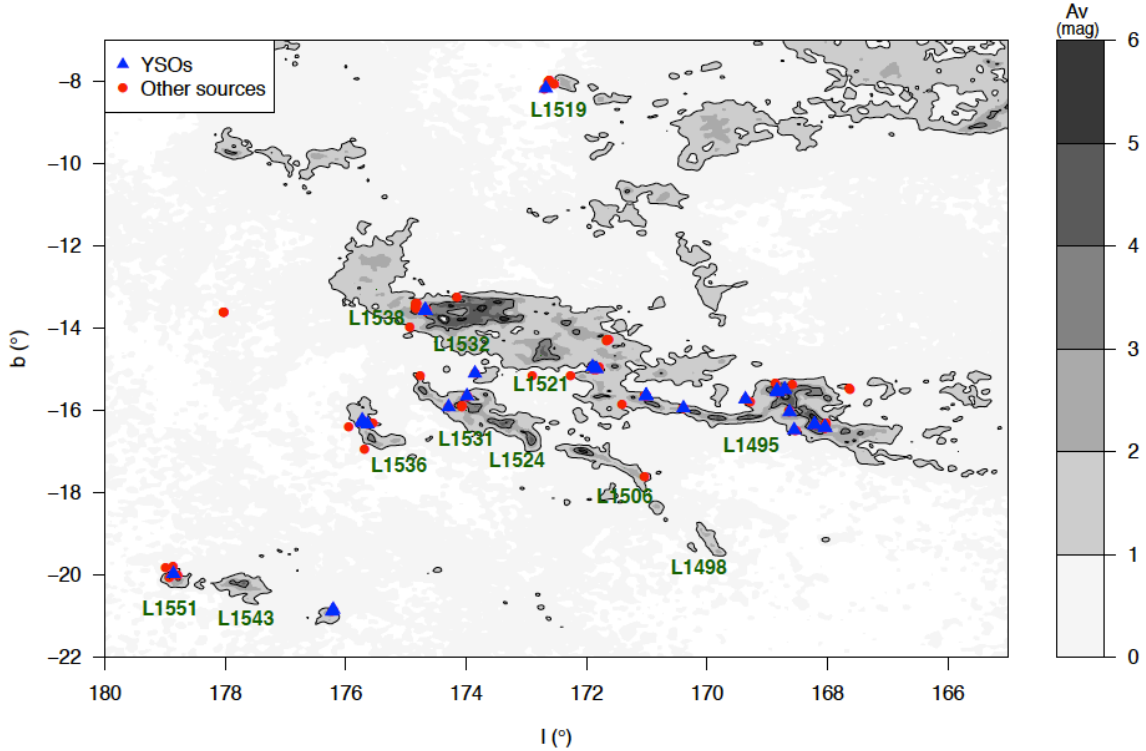 Av
(mag)
YSOs
Other sources
6
5
4
3
2
1
0
−8
−10
−12
−14
−16
−18
−20
−22
b (°)
L1519
L1538
L1532
L1521
L1531
L1524
L1495
L1536
L1506
L1498
L1551
L1543
180
178
176
174
172
170
168
166
l (°)